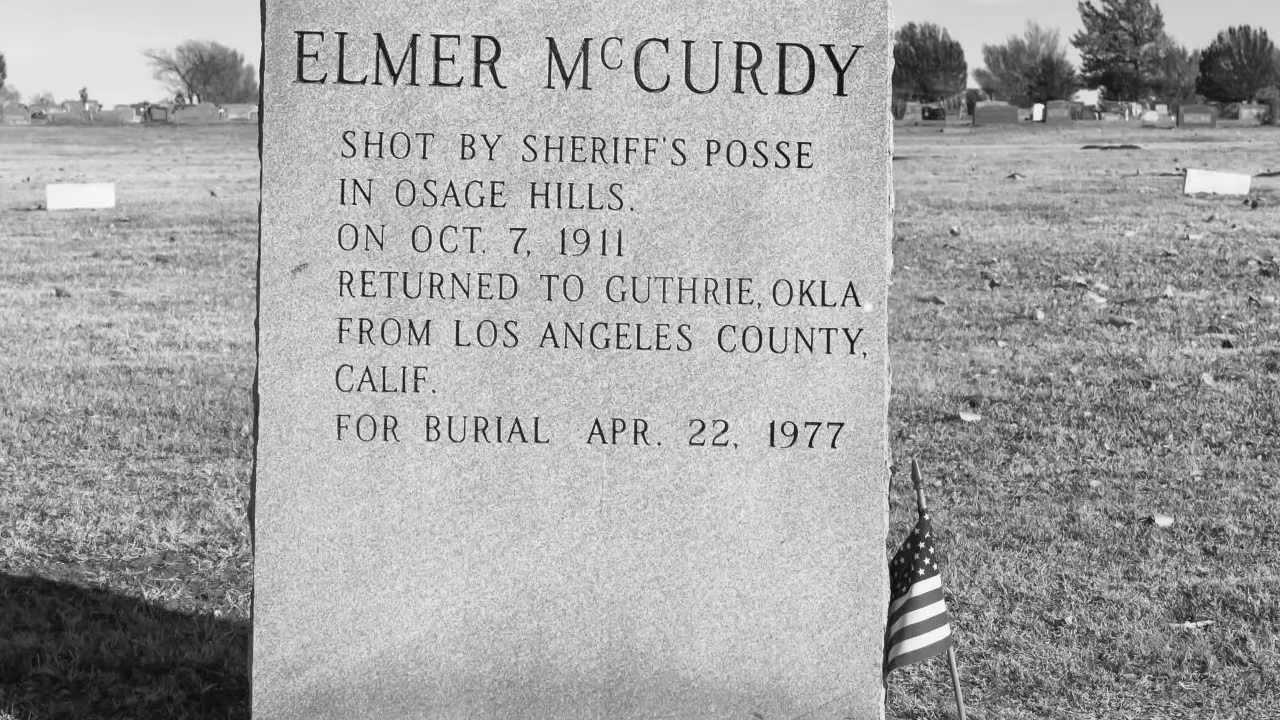 ELMER McCURDY
SHOT BY SHERIFF'S POSSE
IN OSAGE HILLS.
ON OCT. 7, 1911
RETURNED TO GUTHRIE, OKLA.
FROM LOS ANGELES COUNTY,
CALIF.
FOR BURIAL APR. 22, 1977